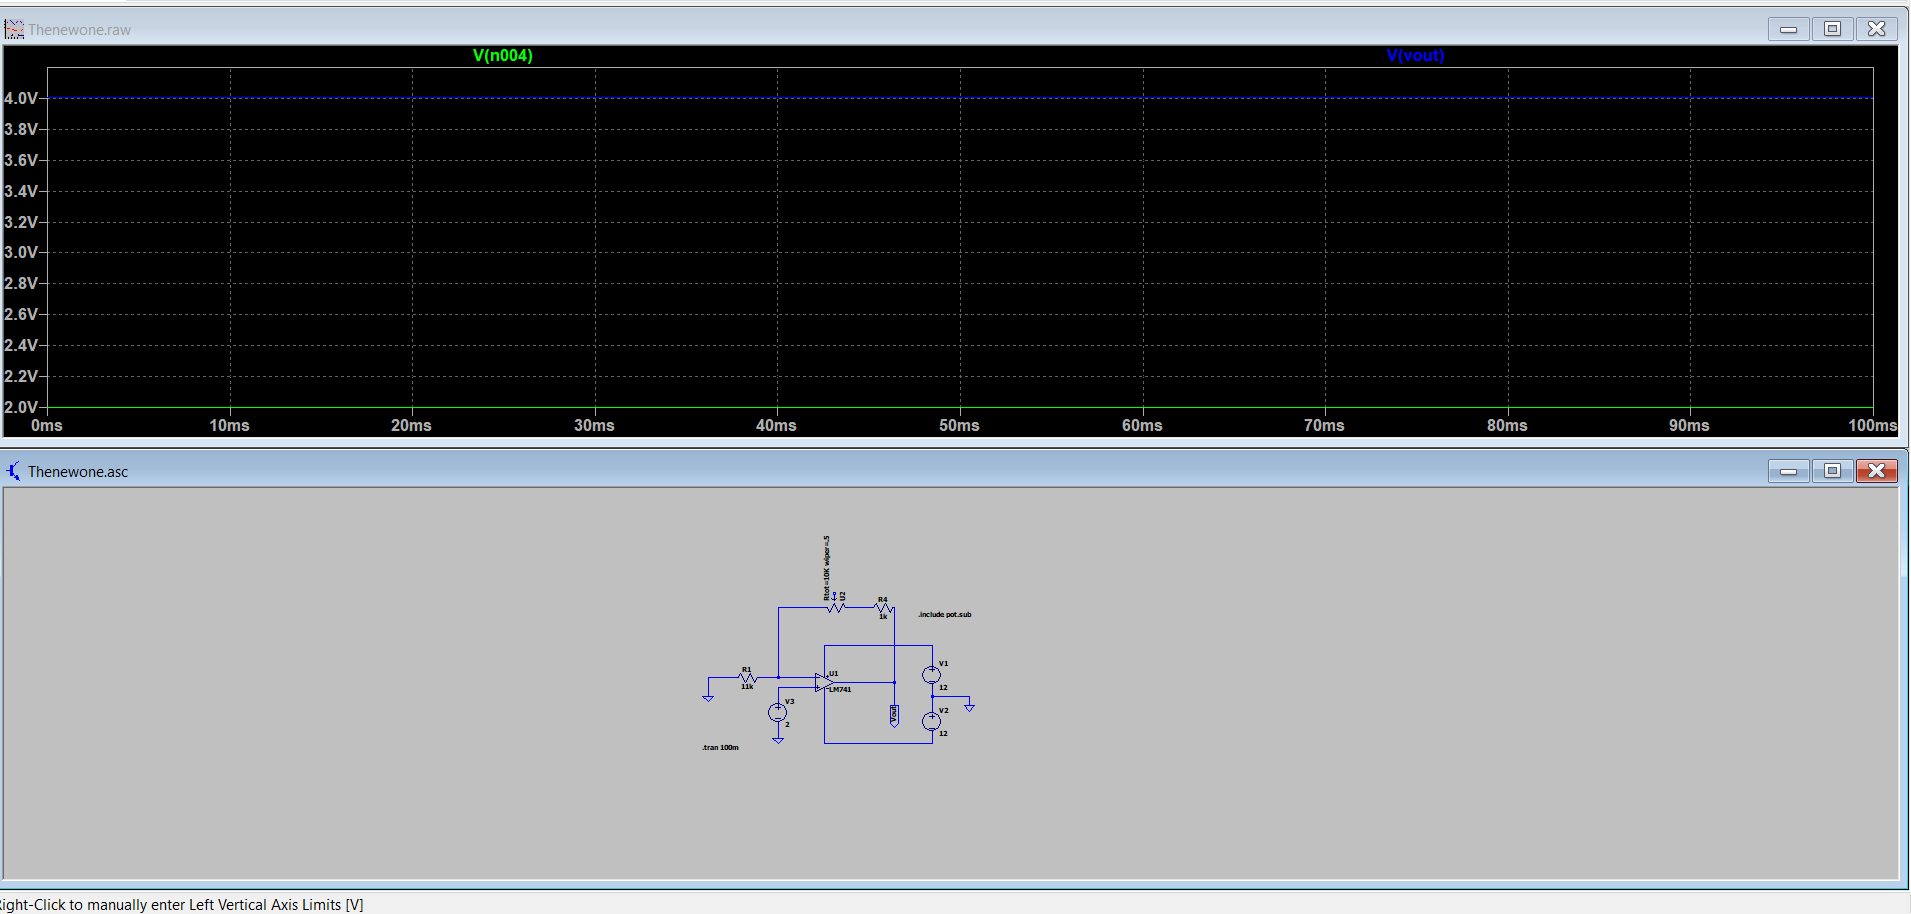 Thenewone.raw
V(n004) V(vout)
4.0V
3.8V
3.6V
3.4V
3.2V
3.0V
2.8V
2.6V
2.4V
2.2V
2.0V
0ms 10ms 20ms 30ms 40ms 50ms 60ms 70ms 80ms 90ms 100ms
Thenewone.asc
Rtot=10K wiper=.5
U2
R4
1k
.include pot.sub
R1
11k
U1
LM741
V1
12
V3
2
Vout
V2
12
.tran 100m
Right-Click to manually enter Left Vertical Axis Limits [V]